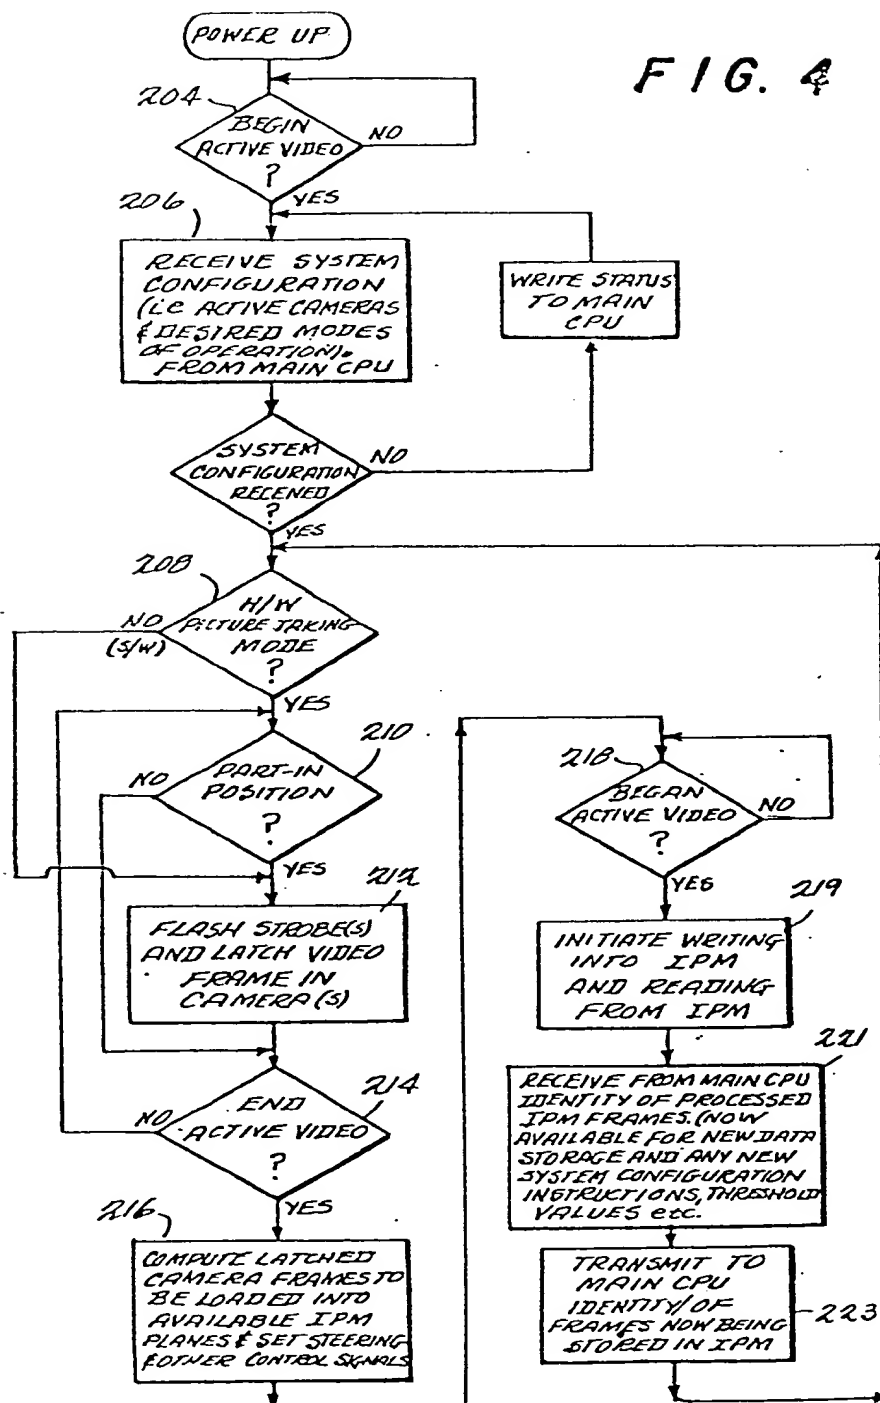 POWER UP
FIG. 4
204
BEGIN
ACTIVE VIDEO
?
NO
YES
206
RECEIVE SYSTEM
CONFIGURATION
(i.e ACTIVE CAMERAS
& DESIRED MODES
OF OPERATION).
FROM MAIN CPU
WRITE STATUS
TO MAIN
CPU
SYSTEM
CONFIGURATION
RECENED
?
NO
YES
208
H/W
PICTURE TAKING
MODE
?
NO
(S/W)
YES
210
PART-IN
POSITION
?
NO
YES
212
FLASH STROBE(S)
AND LATCH VIDEO
FRAME IN
CAMERA(S)
214
END
ACTIVE VIDEO
?
NO
YES
216
COMPUTE LATCHED
CAMERA FRAMES TO
BE LOADED INTO
AVAILABLE IPM
PLANES & SET STEERING
& OTHER CONTROL SIGNALS
218
BEGAN
ACTIVE VIDEO
?
NO
YES
219
INITIATE WRITING
INTO IPM
AND READING
FROM IPM
221
RECEIVE FROM MAIN CPU
IDENTITY OF PROCESSED
IPM FRAMES. (NOW
AVAILABLE FOR NEW DATA
STORAGE AND ANY NEW
SYSTEM CONFIGURATION
INSTRUCTIONS, THRESHOLD
VALUES etc.
TRANSMIT TO
MAIN CPU
IDENTITY OF
FRAMES NOW BEING
STORED IN IPM
223